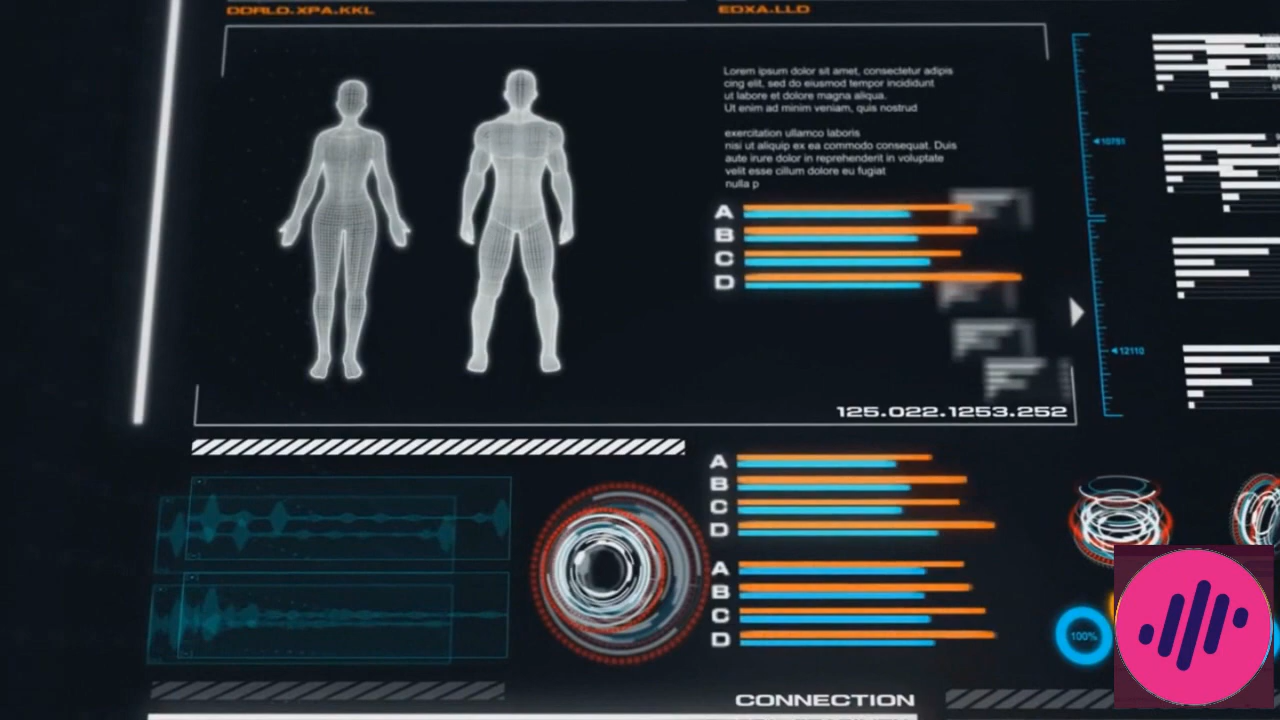 DDRLD.XPA.KKL
EDXA.LLD
Lorem ipsum dolor sit amet, consectetur adipis
cing elit, sed do eiusmod tempor incididunt
ut labore et dolore magna aliqua.
Ut enim ad minim veniam, quis nostrud
exercitation ullamco laboris
nisi ut aliquip ex ea commodo consequat. Duis
aute irure dolor in reprehenderit in voluptate
velit esse cillum dolore eu fugiat
nulla p
A
B
C
D
10781
12110
125.022.1253.252
A
B
C
D
A
B
C
D
100%
CONNECTION